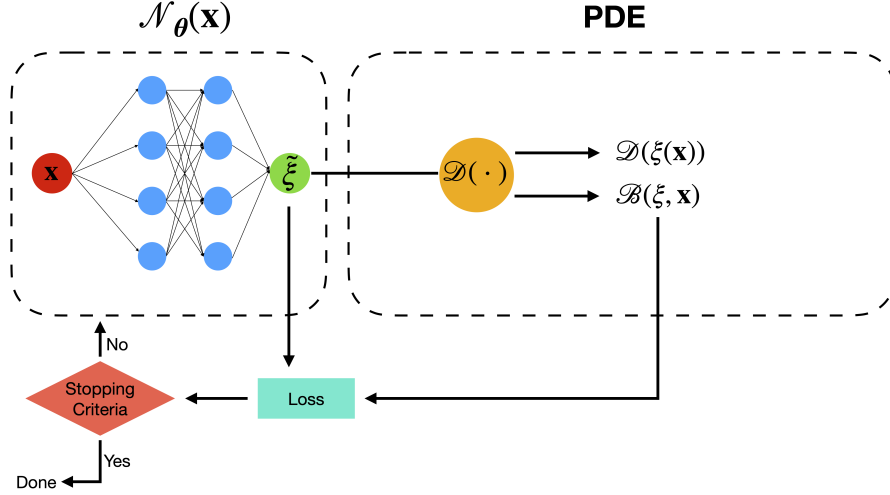 𝒩_θ(x)
PDE
x
ξ̃
𝒟( · )
𝒟(ξ(x))
ℬ(ξ, x)
No
Stopping
Criteria
Loss
Yes
Done